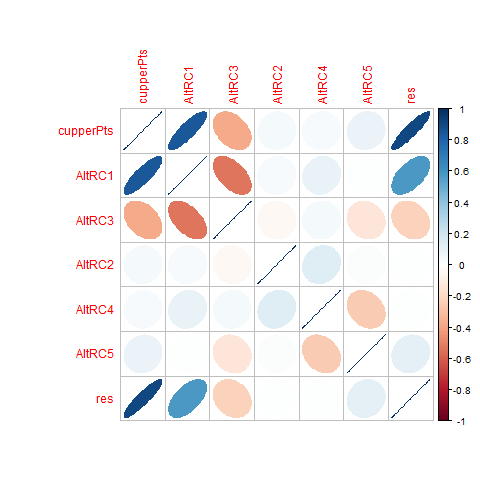 cupperPts
AltRC1
AltRC3
AltRC2
AltRC4
AltRC5
res
cupperPts
AltRC1
AltRC3
AltRC2
AltRC4
AltRC5
res
1
0.8
0.6
0.4
0.2
0
-0.2
-0.4
-0.6
-0.8
-1